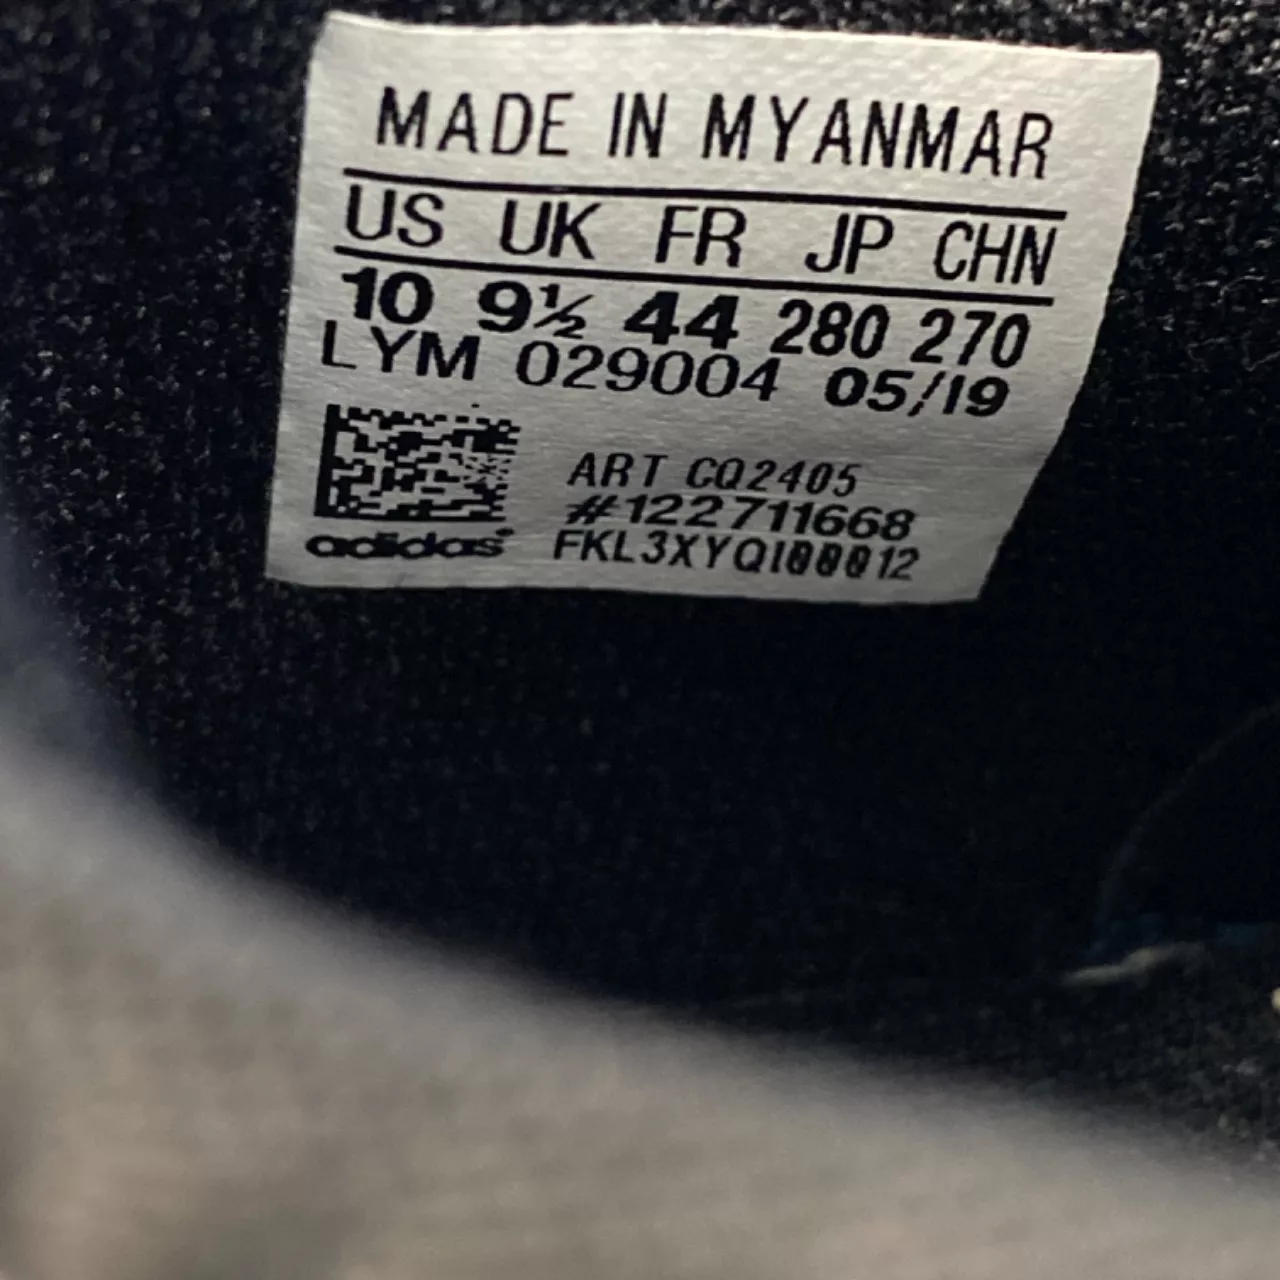 MADE IN MYANMAR
US UK FR JP CHN
10 9½ 44 280 270
LYM 029004 05/19
ART CQ2405
#122711668
adidas FKL3XYQ100012